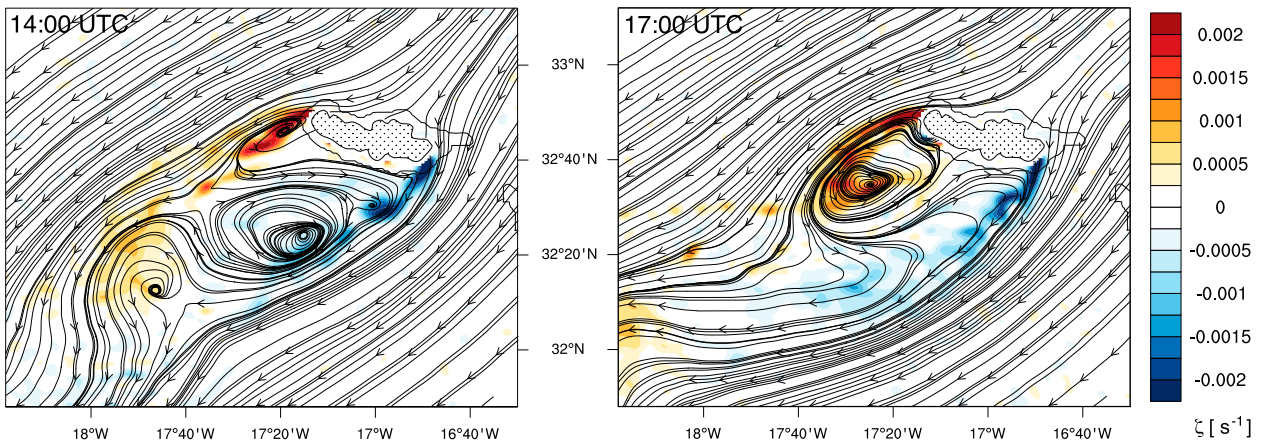 14:00 UTC
17:00 UTC
33°N
32°40'N
32°20'N
32°N
18°W
17°40'W
17°20'W
17°W
16°40'W
18°W
17°40'W
17°20'W
17°W
16°40'W
0.002
0.0015
0.001
0.0005
0
-0.0005
-0.001
-0.0015
-0.002
ζ [ s⁻¹]